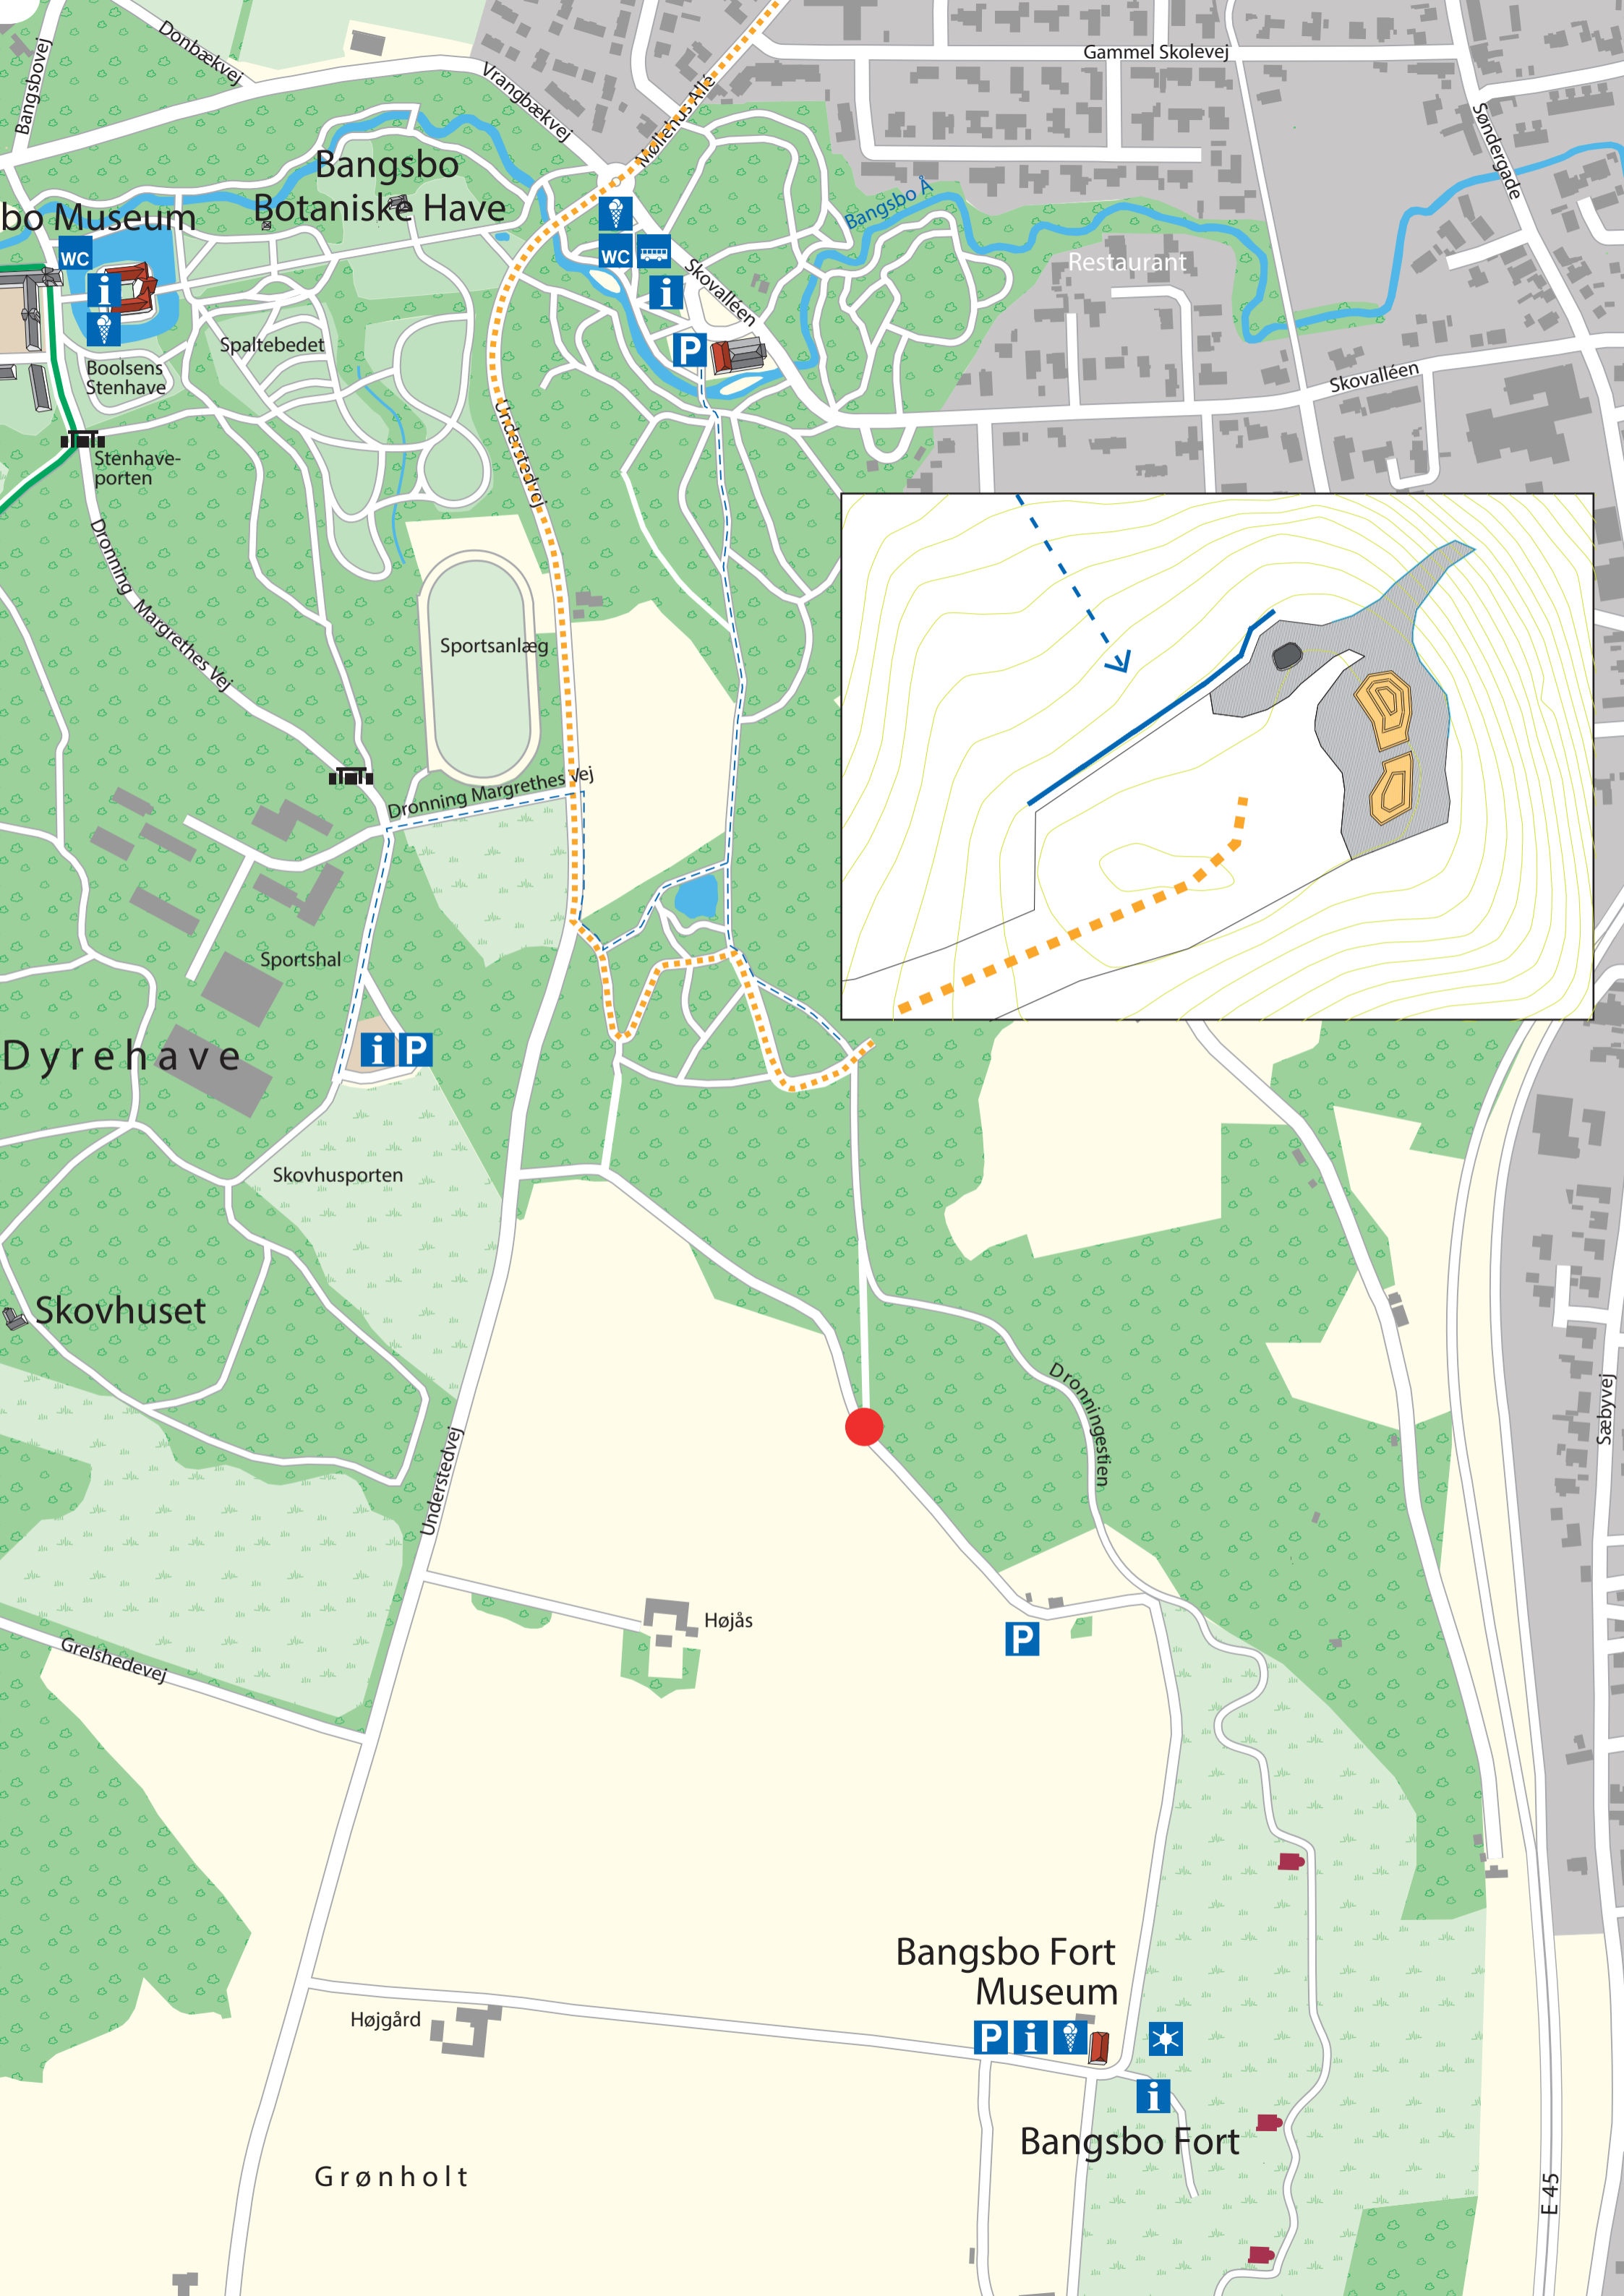 Donbækvej
Bangsbovej
Vrangbækvej
Møllehus Allé
Gammel Skolevej
Søndergade
Bangsbo
Botaniske Have
bo Museum
WC
i
Spaltebedet
Boolsens
Stenhave
Stenhave-
porten
WC
i
P
Skovalléen
Bangsbo Å
Restaurant
Skovalléen
Understedvej
Dronning Margrethes Vej
Sportsanlæg
Dronning Margrethes Vej
Sportshal
i P
Dyrehave
Skovhusporten
Skovhuset
Understedvej
Dronningestien
Sæbyvej
Højås
P
Grelshedevej
Bangsbo Fort
Museum
P i
Højgård
i
Bangsbo Fort
Grønholt
E 45